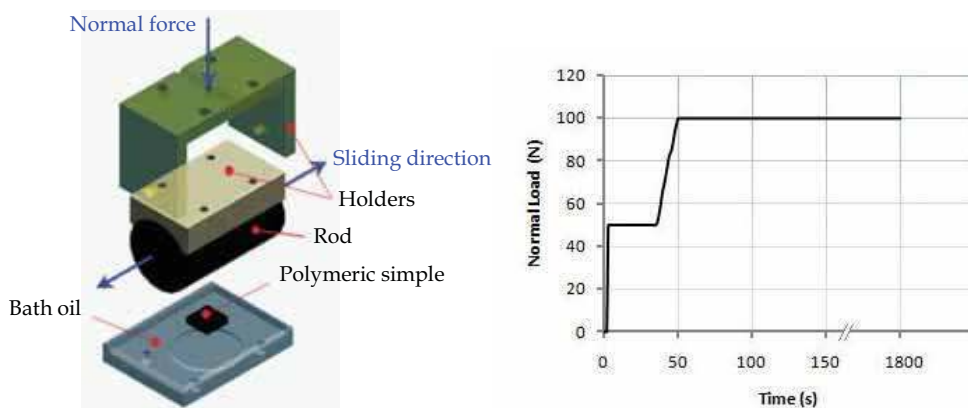 Normal force
Sliding direction
Holders
Rod
Polymeric simple
Bath oil
Normal Load (N)
120
100
80
60
40
20
0
0 50 100 150 1800
Time (s)